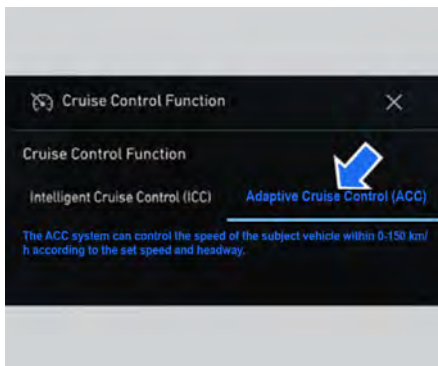 Cruise Control Function
Cruise Control Function
Intelligent Cruise Control (ICC) Adaptive Cruise Control (ACC)
The ACC system can control the speed of the subject vehicle within 0-150 km/
h according to the set speed and headway.